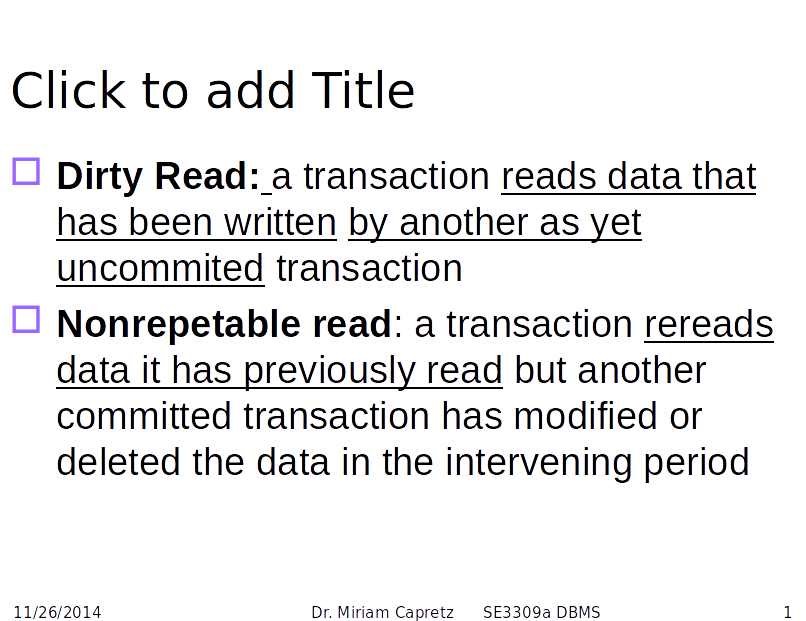 Click to add Title
Dirty Read: a transaction reads data that
has been written by another as yet
uncommited transaction
Nonrepetable read: a transaction rereads
data it has previously read but another
committed transaction has modified or
deleted the data in the intervening period
11/26/2014 Dr. Miriam Capretz SE3309a DBMS 1